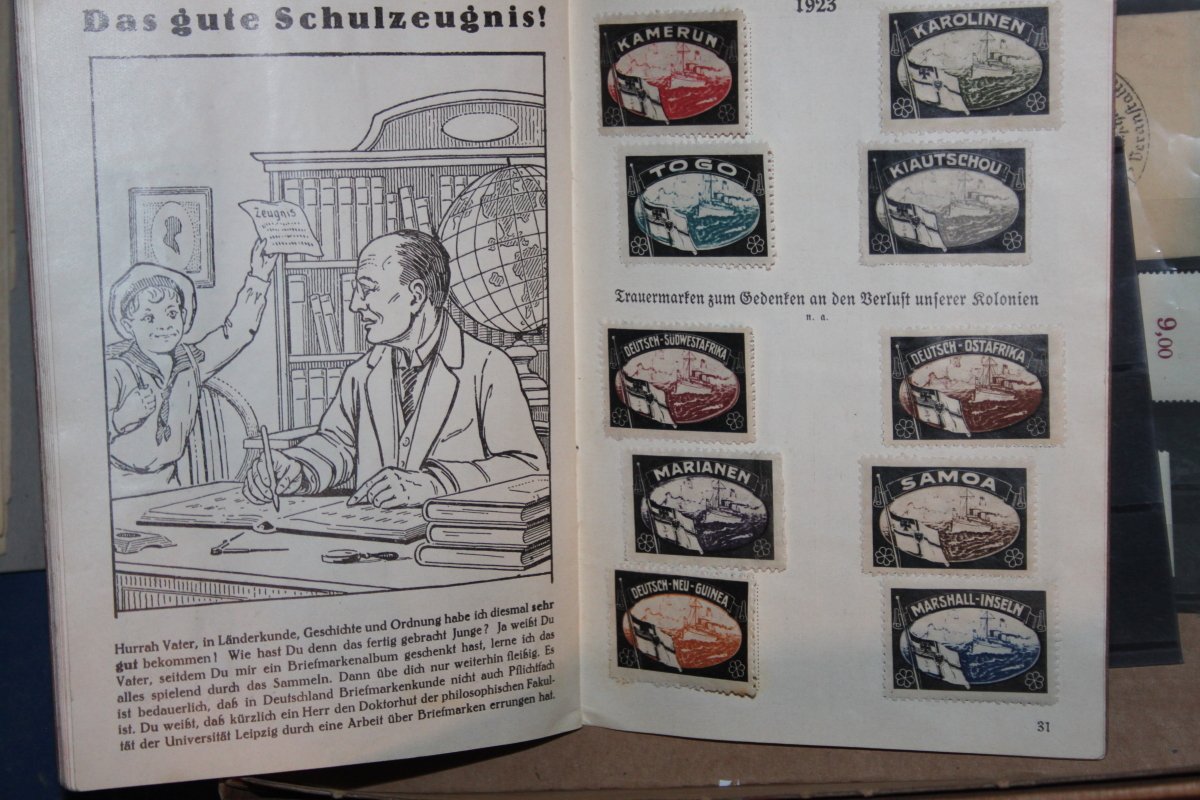 Das gute Schulzeugnis!
Zeugnis
Hurrah Vater, in Länderkunde, Geschichte und Ordnung habe ich diesmal sehr
gut bekommen! Wie hast Du denn das fertig gebracht Junge? Ja weißt Du
Vater, seitdem Du mir ein Briefmarkenalbum geschenkt hast, lerne ich das
alles spielend durch das Sammeln. Dann übe dich nur weiterhin fleißig. Es
ist bedauerlich, daß in Deutschland Briefmarkenkunde nicht auch Pflichtfach
ist. Du weißt, daß kürzlich ein Herr den Doktorhut der philosophischen Fakul-
tät der Universität Leipzig durch eine Arbeit über Briefmarken errungen hat.
1923
KAMERUN
KAROLINEN
TOGO
KIAUTSCHOU
Trauermarken zum Gedenken an den Verlust unserer Kolonien
n. a.
DEUTSCH-SÜDWESTAFRIKA
DEUTSCH-OSTAFRIKA
MARIANEN
SAMOA
DEUTSCH-NEU-GUINEA
MARSHALL-INSELN
31
9,00